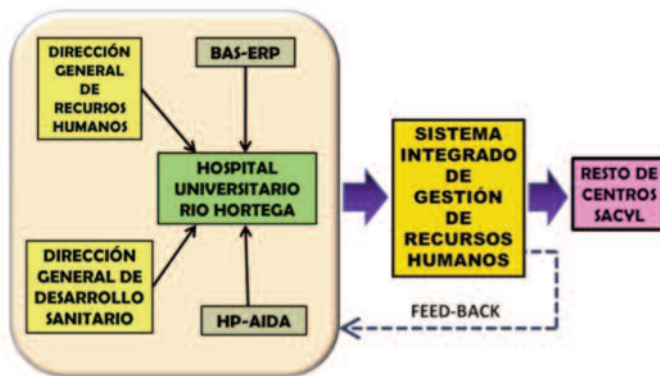 DIRECCIÓN
GENERAL
DE
RECURSOS
HUMANOS
BAS-ERP
HOSPITAL
UNIVERSITARIO
RIO HORTEGA
DIRECCIÓN
GENERAL DE
DESARROLLO
SANITARIO
HP-AIDA
SISTEMA
INTEGRADO
DE
GESTIÓN
DE
RECURSOS
HUMANOS
RESTO DE
CENTROS
SACYL
FEED-BACK